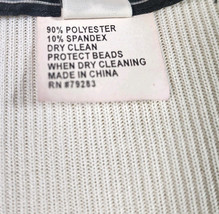 90% POLYESTER
10% SPANDEX
DRY CLEAN
PROTECT BEADS
WHEN DRY CLEANING
MADE IN CHINA
RN #79283